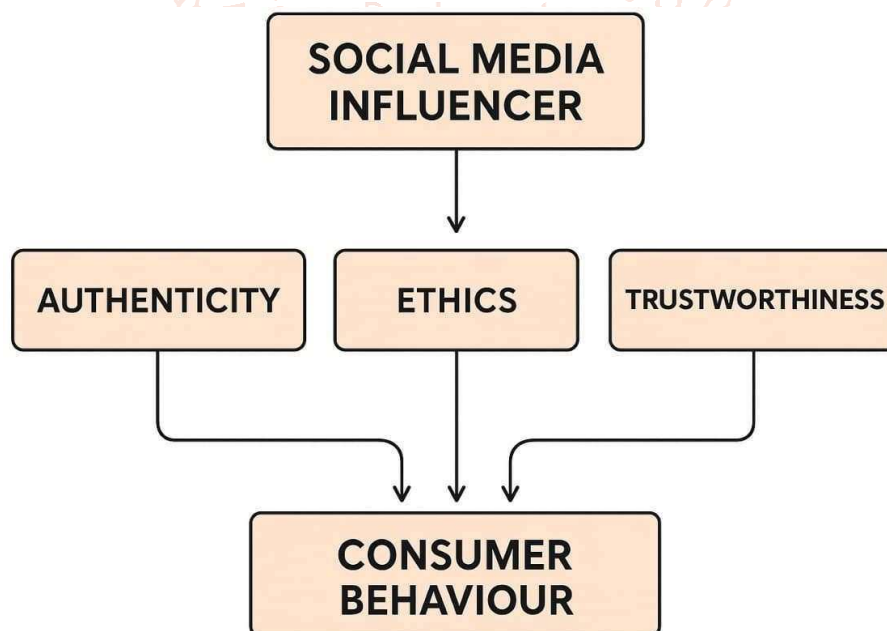 SOCIAL MEDIA
INFLUENCER
AUTHENTICITY
ETHICS
TRUSTWORTHINESS
CONSUMER
BEHAVIOUR